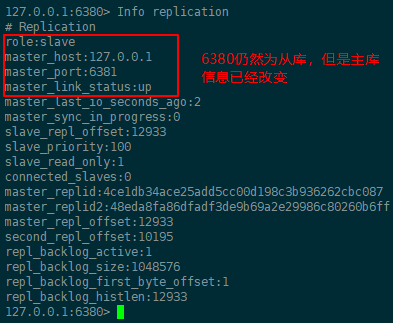 127.0.0.1:6380> Info replication
# Replication
role:slave
master_host:127.0.0.1
master_port:6381
master_link_status:up
6380仍然为从库，但是主库
信息已经改变
master_last_io_seconds_ago:2
master_sync_in_progress:0
slave_repl_offset:12933
slave_priority:100
slave_read_only:1
connected_slaves:0
master_replid:4ce1db34ace25add5cc00d198c3b936262cbc087
master_replid2:48eda8fa86dfadf3de9b69a2e29986c80260b6ff
master_repl_offset:12933
second_repl_offset:10195
repl_backlog_active:1
repl_backlog_size:1048576
repl_backlog_first_byte_offset:1
repl_backlog_histlen:12933
127.0.0.1:6380>